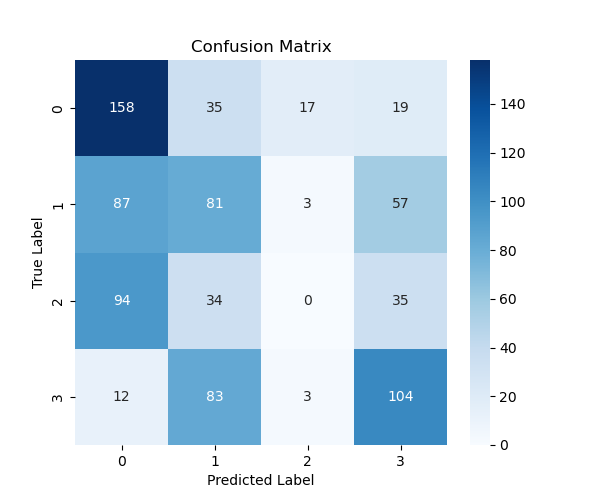 Confusion Matrix
True Label
0 158 35 17 19
1 87 81 3 57
2 94 34 0 35
3 12 83 3 104
0 1 2 3
Predicted Label
140
120
100
80
60
40
20
0